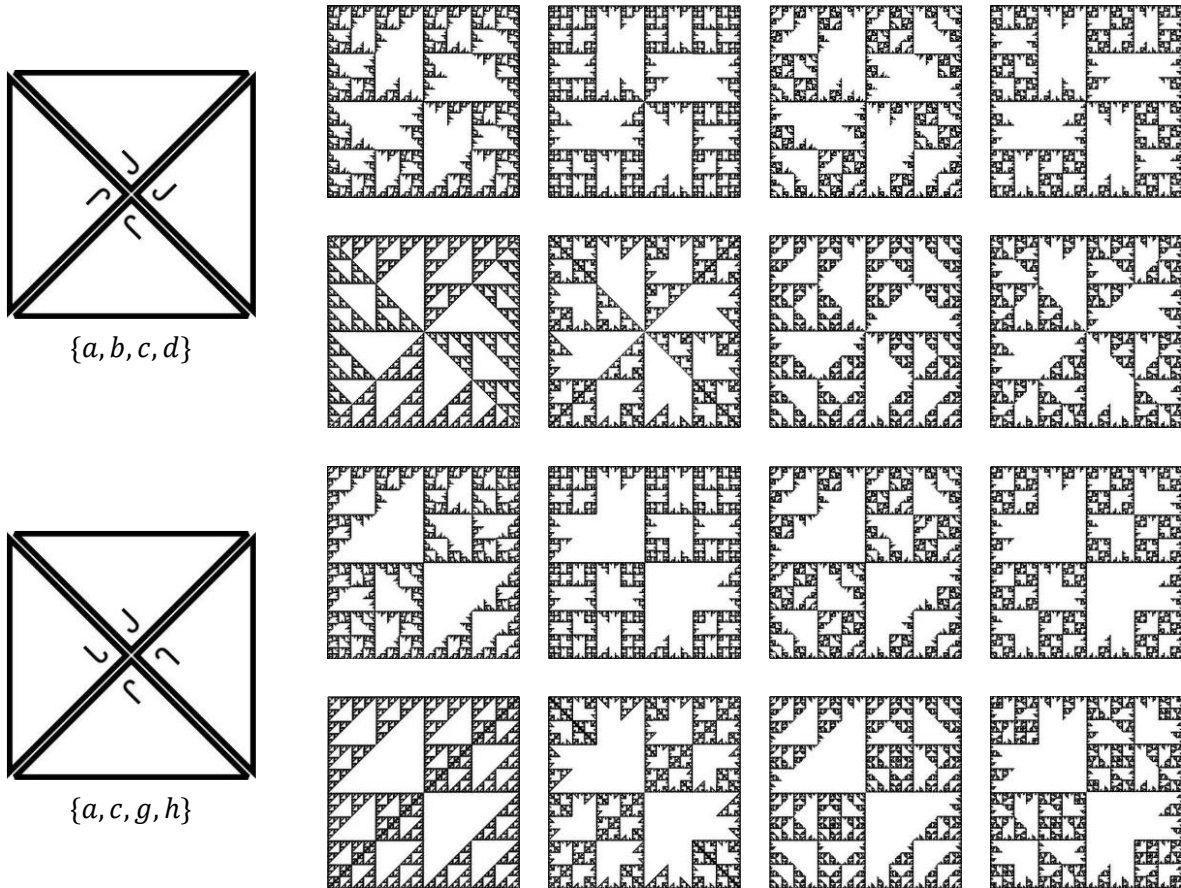 {a, b, c, d}
{a, c, g, h}